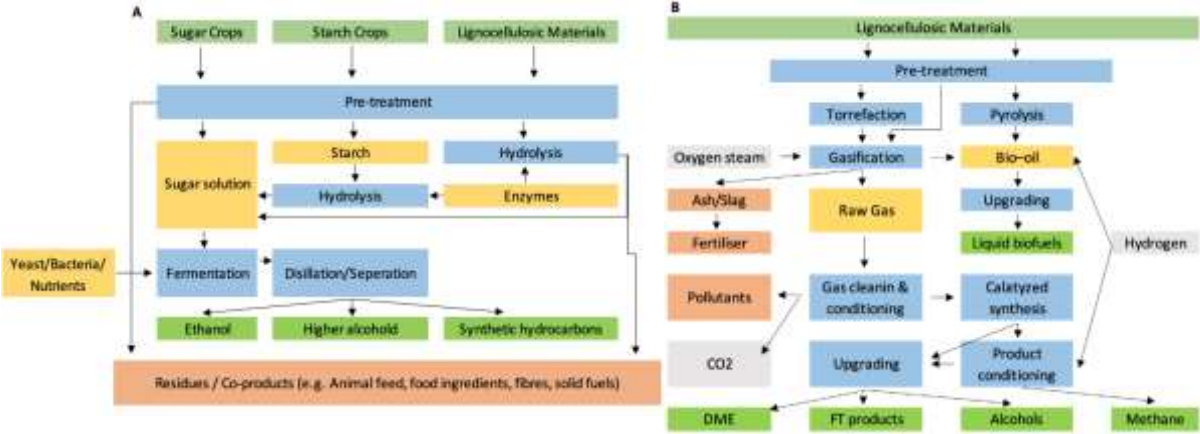 A
Sugar Crops
Starch Crops
Lignocellulosic Materials
Pre-treatment
Sugar solution
Starch
Hydrolysis
Hydrolysis
Enzymes
Yeast/Bacteria/
Nutrients
Fermentation
Disillation/Seperation
Ethanol
Higher alcohold
Synthetic hydrocarbons
Residues / Co-products (e.g. Animal feed, food ingredients, fibres, solid fuels)
B
Lignocellulosic Materials
Pre-treatment
Torrefaction
Pyrolysis
Oxygen steam
Gasification
Bio-oil
Ash/Slag
Raw Gas
Upgrading
Fertiliser
Liquid biofuels
Hydrogen
Pollutants
Gas cleanin &
conditioning
Calatyzed
synthesis
CO2
Upgrading
Product
conditioning
DME
FT products
Alcohols
Methane